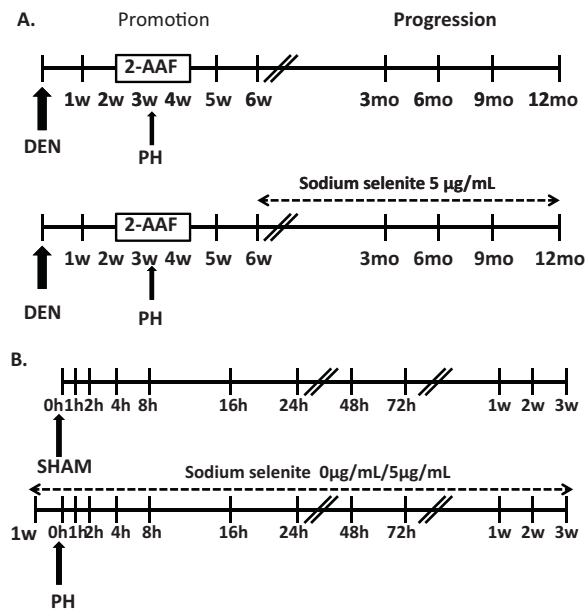 A. Promotion Progression
2-AAF
1w 2w 3w 4w 5w 6w 3mo 6mo 9mo 12mo
DEN PH
Sodium selenite 5 µg/mL
2-AAF
1w 2w 3w 4w 5w 6w 3mo 6mo 9mo 12mo
DEN PH
B.
0h 1h 2h 4h 8h 16h 24h 48h 72h 1w 2w 3w
SHAM
Sodium selenite 0µg/mL/5µg/mL
1w 0h 1h 2h 4h 8h 16h 24h 48h 72h 1w 2w 3w
PH